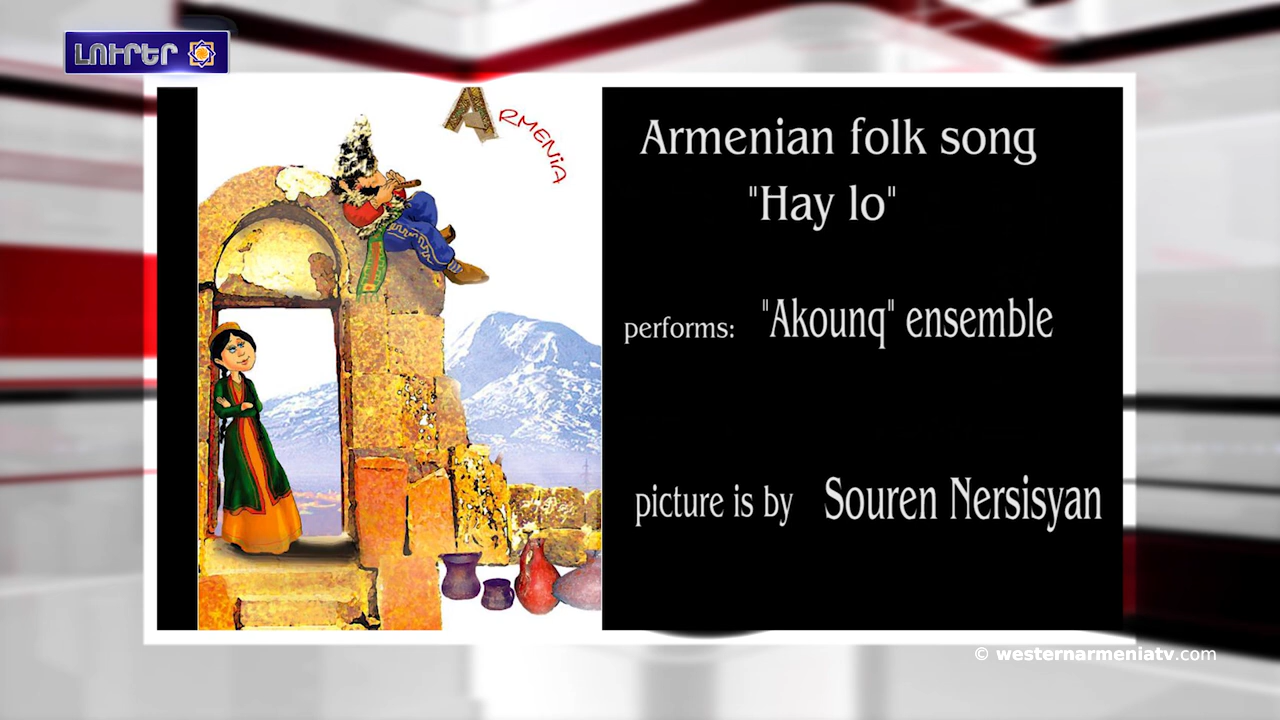 ԼՈՒՐԵՐ
ARMENiA
Armenian folk song
"Hay lo"
performs: "Akounq" ensemble
picture is by Souren Nersisyan
© westernarmeniatv.com